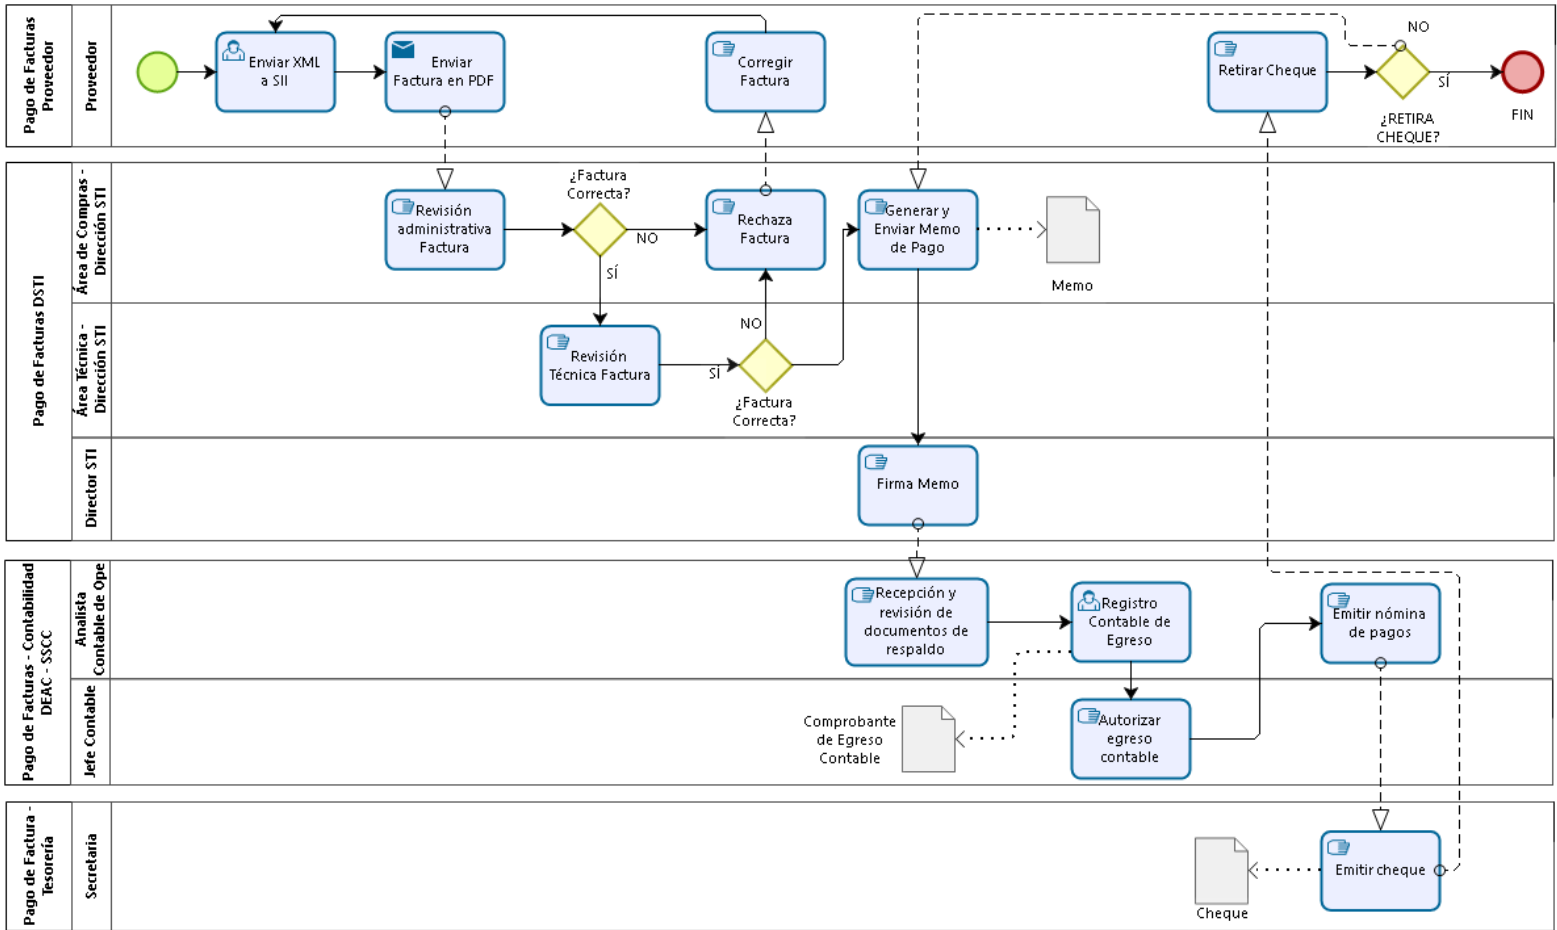 Pago de Facturas
Proveedor
Proveedor
Enviar XML
a SII
Enviar
Factura en PDF
Corregir
Factura
Retirar Cheque
NO
SÍ
¿RETIRA
CHEQUE?
FIN
Pago de Facturas DSTI
Área de Compras -
Dirección STI
Revisión
administrativa
Factura
¿Factura
Correcta?
NO
SÍ
Rechaza
Factura
Generar y
Enviar Memo
de Pago
Memo
Área Técnica -
Dirección STI
Revisión
Técnica Factura
SÍ
NO
¿Factura
Correcta?
Director STI
Firma Memo
Pago de Facturas - Contabilidad
DEAC - SSCC
Analista
Contable de Ope
Recepción y
revisión de
documentos de
respaldo
Registro
Contable de
Egreso
Emitir nómina
de pagos
Jefe Contable
Comprobante
de Egreso
Contable
Autorizar
egreso
contable
Pago de Factura -
Tesorería
Secretaria
Cheque
Emitir cheque